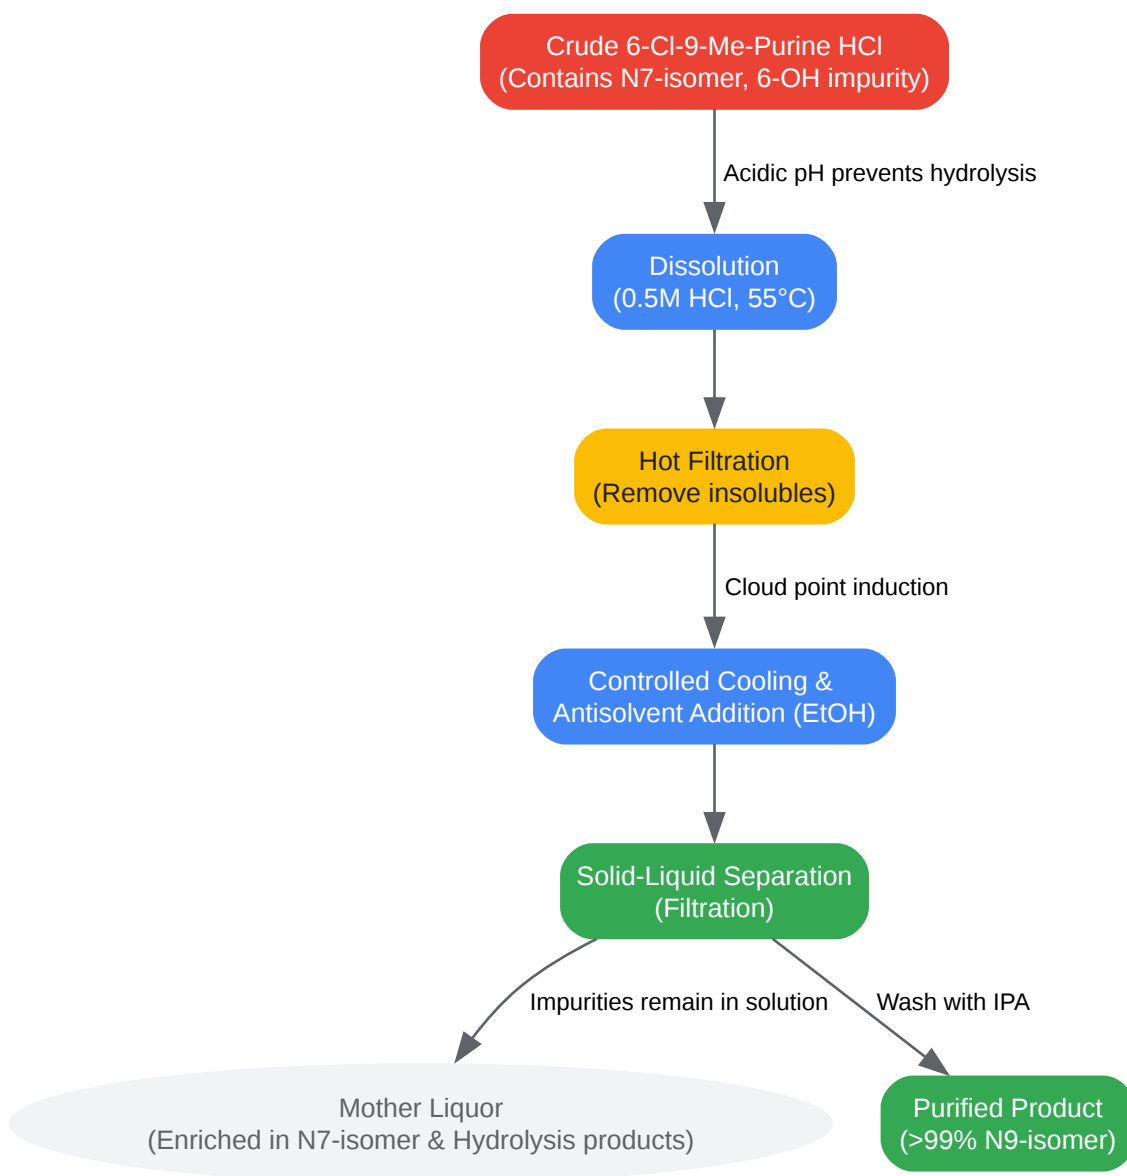 Crude 6-Cl-9-Me-Purine HCl
(Contains N7-isomer, 6-OH impurity)
Acidic pH prevents hydrolysis
Dissolution
(0.5M HCl, 55°C)
Hot Filtration
(Remove insolubles)
Cloud point induction
Controlled Cooling &
Antisolvent Addition (EtOH)
Solid-Liquid Separation
(Filtration)
Impurities remain in solution
Wash with IPA
Mother Liquor
(Enriched in N7-isomer & Hydrolysis products)
Purified Product
(>99% N9-isomer)